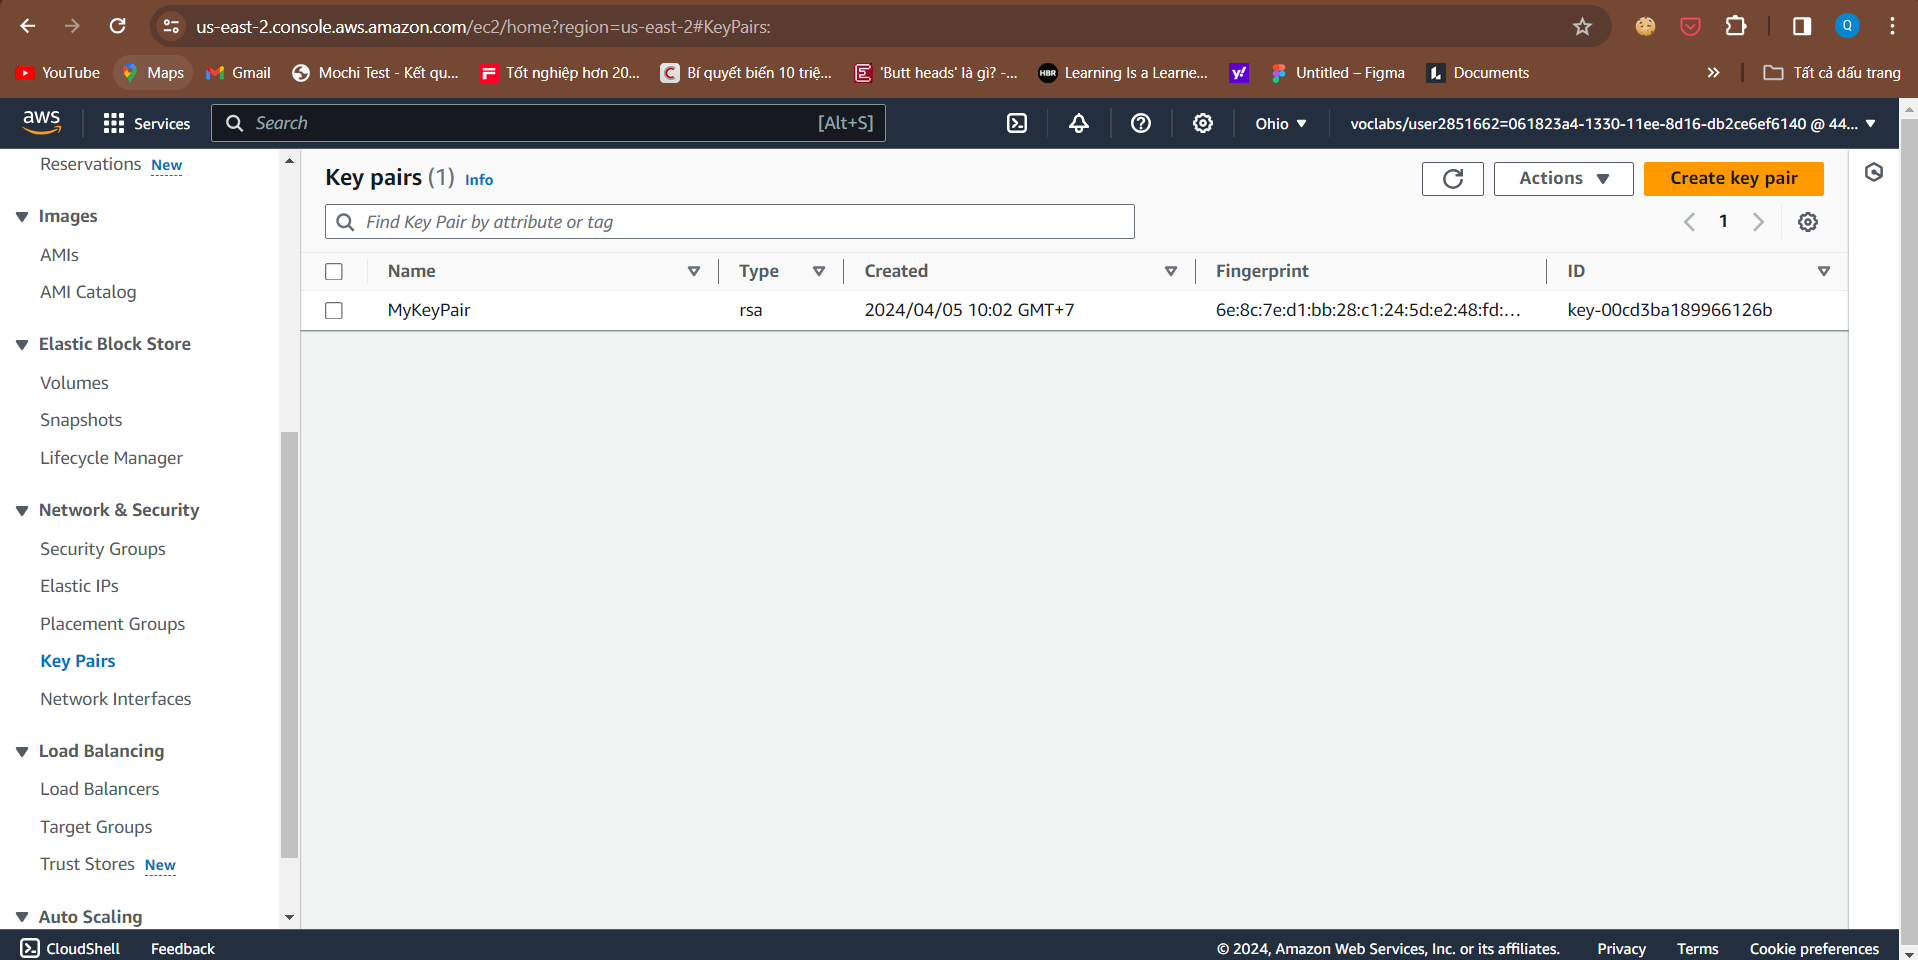 us-east-2.console.aws.amazon.com/ec2/home?region=us-east-2#KeyPairs:
Q
YouTube Maps Gmail Mochi Test - Kết qu... Tốt nghiệp hơn 20... Bí quyết biến 10 triệ... 'Butt heads' là gì? -... HBR Learning Is a Learne... y! Untitled – Figma Documents » Tất cả dấu trang
aws Services Search [Alt+S] Ohio voclabs/user2851662=061823a4-1330-11ee-8d16-db2ce6ef6140 @ 44...
Reservations New
Images
AMIs
AMI Catalog
Elastic Block Store
Volumes
Snapshots
Lifecycle Manager
Network & Security
Security Groups
Elastic IPs
Placement Groups
Key Pairs
Network Interfaces
Load Balancing
Load Balancers
Target Groups
Trust Stores New
Auto Scaling
Key pairs (1) Info
Actions
Create key pair
Find Key Pair by attribute or tag
1
Name Type Created Fingerprint ID
MyKeyPair rsa 2024/04/05 10:02 GMT+7 6e:8c:7e:d1:bb:28:c1:24:5d:e2:48:fd:... key-00cd3ba189966126b
CloudShell Feedback © 2024, Amazon Web Services, Inc. or its affiliates. Privacy Terms Cookie preferences